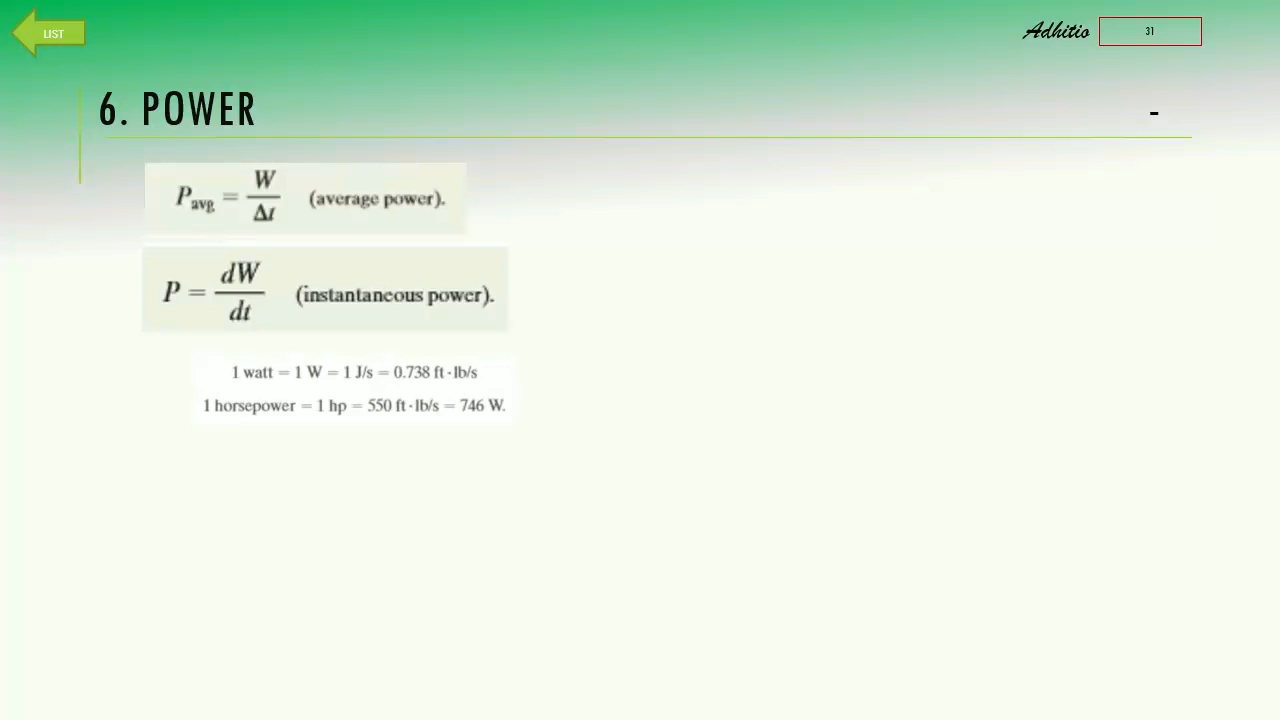 LIST
Adhitio
31
6. POWER
-
P_avg = W/Δt (average power).
P = dW/dt (instantaneous power).
1 watt = 1 W = 1 J/s = 0.738 ft·lb/s
1 horsepower = 1 hp = 550 ft·lb/s = 746 W.